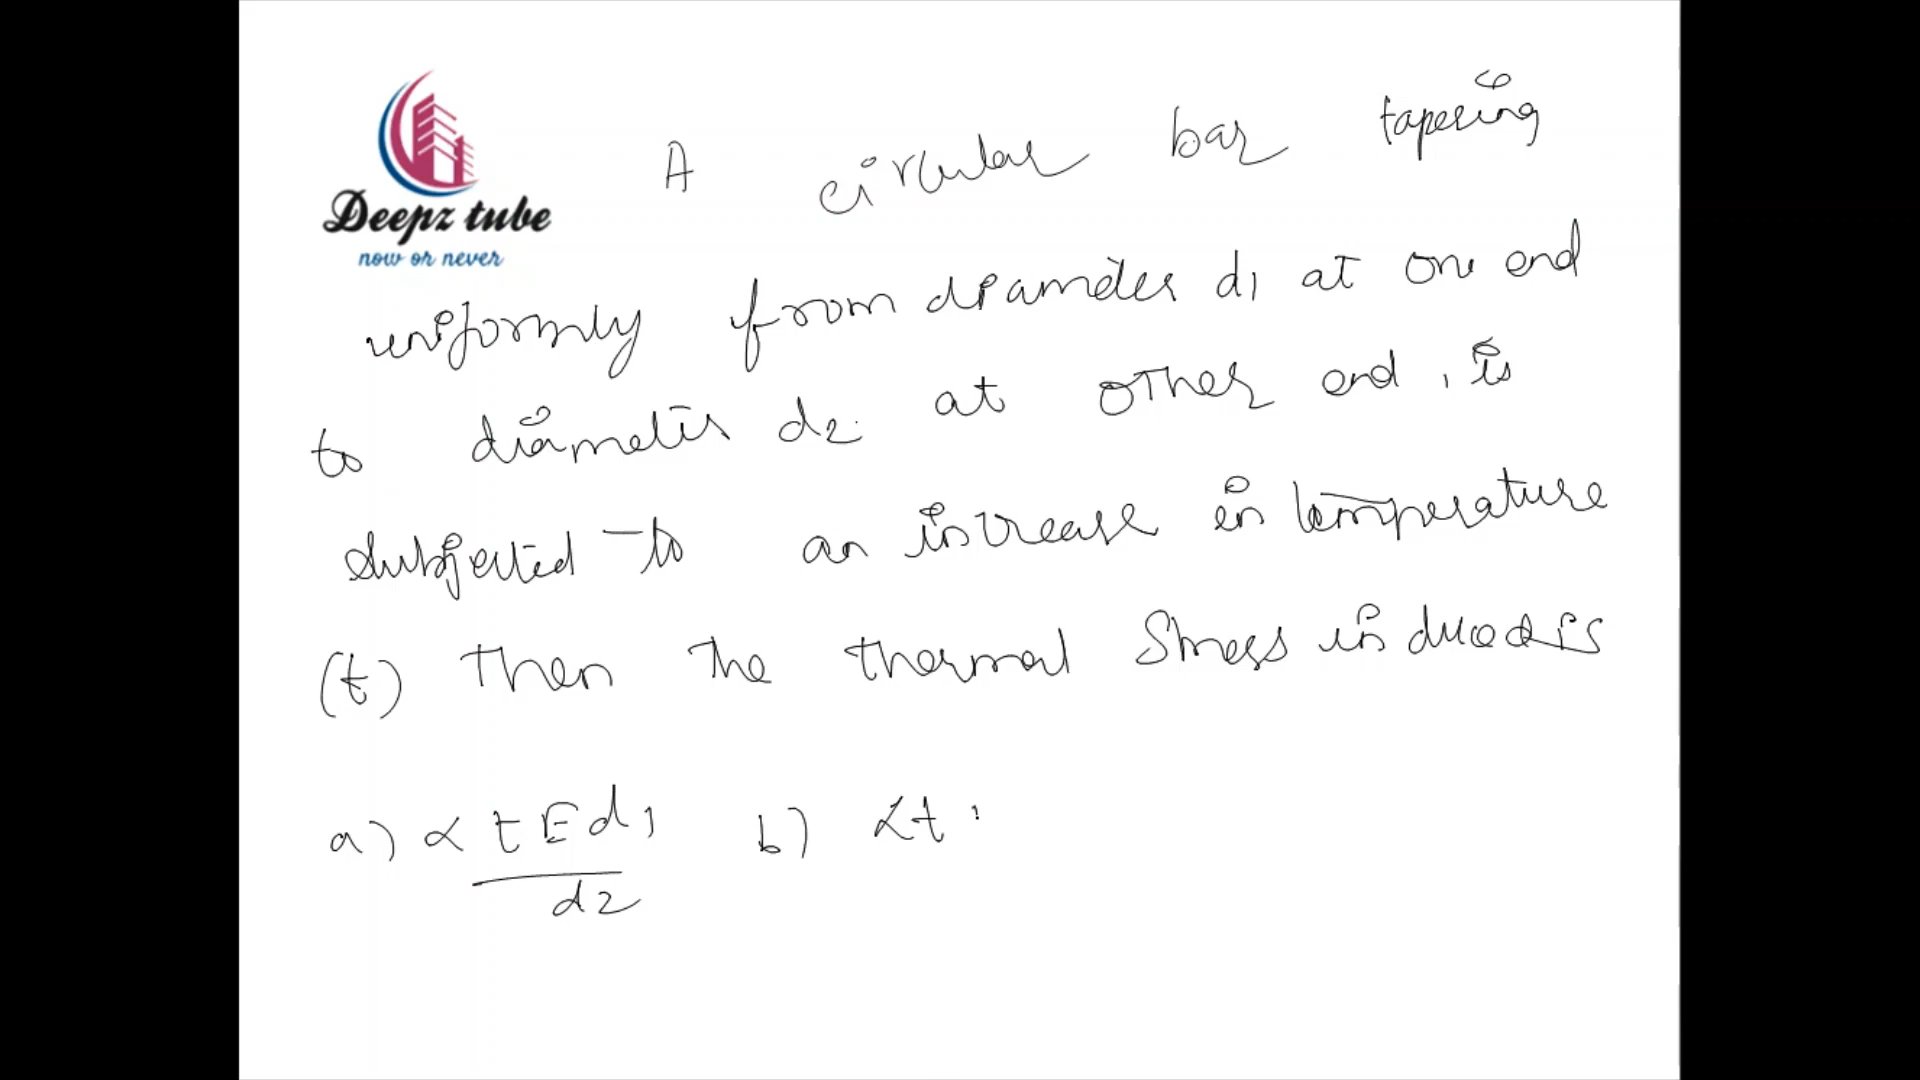 Deepz tube
now or never
A circular bar tapering
uniformly from diameter d1 at one end
to diameter d2 at other end, is
subjected to an increase in temperature
(t) Then the thermal Stress induced is
a) α t E d1 / d2 b) αt